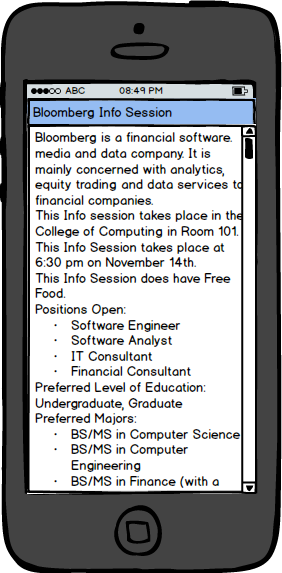 ABC 08:49 PM
Bloomberg Info Session
Bloomberg is a financial software.
media and data company. It is
mainly concerned with analytics,
equity trading and data services to
financial companies.
This Info session takes place in the
College of Computing in Room 101.
This Info Session takes place at
6:30 pm on November 14th.
This Info Session does have Free
Food.
Positions Open:
· Software Engineer
· Software Analyst
· IT Consultant
· Financial Consultant
Preferred Level of Education:
Undergraduate, Graduate
Preferred Majors:
· BS/MS in Computer Science
· BS/MS in Computer
Engineering
· BS/MS in Finance (with a